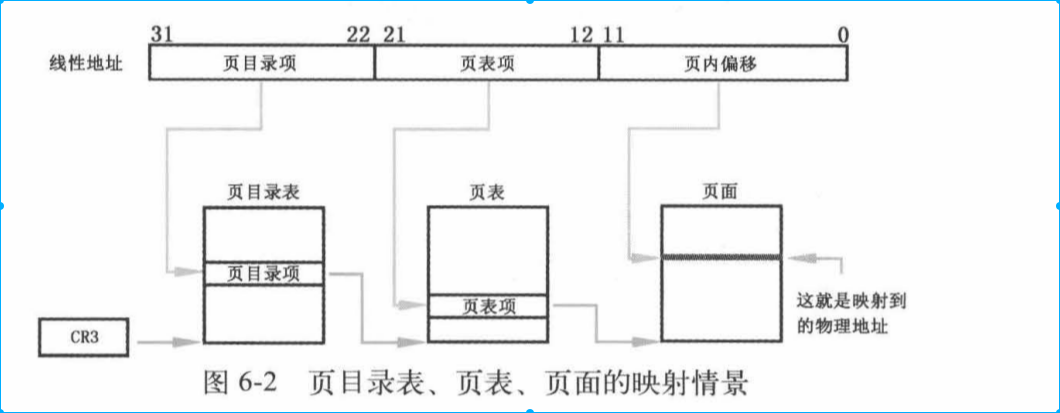 31 22 21 12 11 0
线性地址 页目录项 页表项 页内偏移
页目录表 页表 页面
页目录项
页表项
这就是映射到
的物理地址
CR3
图 6-2 页目录表、页表、页面的映射情景